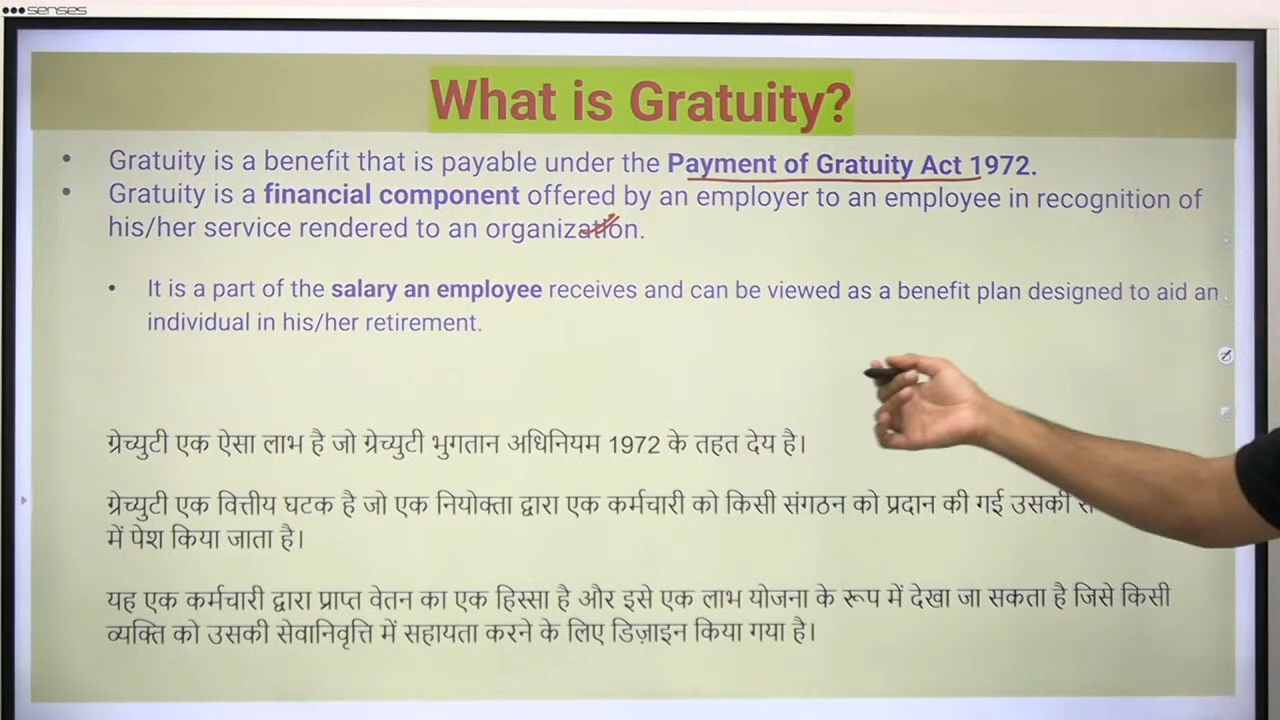 senses
What is Gratuity?
• Gratuity is a benefit that is payable under the Payment of Gratuity Act 1972.
• Gratuity is a financial component offered by an employer to an employee in recognition of
his/her service rendered to an organization.
• It is a part of the salary an employee receives and can be viewed as a benefit plan designed to aid an
individual in his/her retirement.
ग्रेच्युटी एक ऐसा लाभ है जो ग्रेच्युटी भुगतान अधिनियम 1972 के तहत देय है।
ग्रेच्युटी एक वित्तीय घटक है जो एक नियोक्ता द्वारा एक कर्मचारी को किसी संगठन को प्रदान की गई उसकी
में पेश किया जाता है।
यह एक कर्मचारी द्वारा प्राप्त वेतन का एक हिस्सा है और इसे एक लाभ योजना के रूप में देखा जा सकता है जिसे किसी
व्यक्ति को उसकी सेवानिवृत्ति में सहायता करने के लिए डिज़ाइन किया गया है।